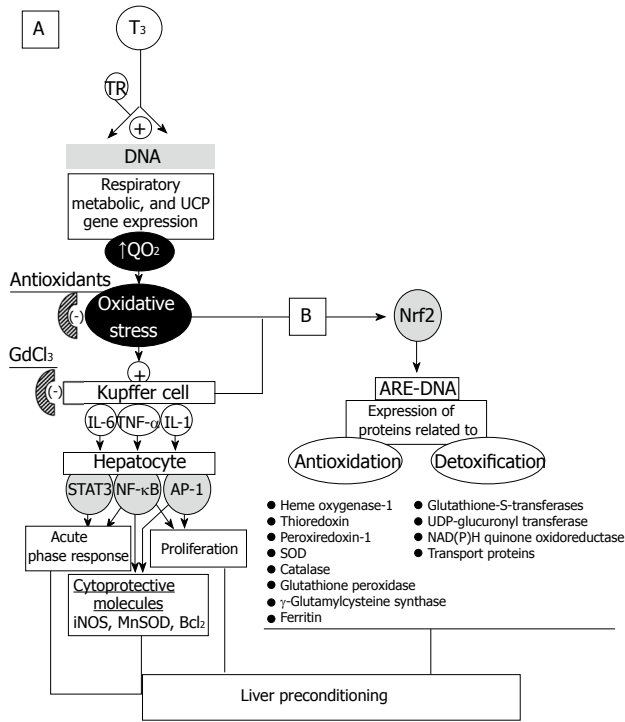 A
T₃
TR
+
DNA
Respiratory
metabolic, and UCP
gene expression
↑QO₂
Antioxidants
(-)
Oxidative
stress
B
Nrf2
GdCl₃
(-)
+
Kupffer cell
IL-6 TNF-α IL-1
Hepatocyte
STAT3 NF-κB AP-1
Acute
phase response
Proliferation
Cytoprotective
molecules
iNOS, MnSOD, Bcl₂
ARE-DNA
Expression of
proteins related to
Antioxidation
Detoxification
● Heme oxygenase-1
● Thioredoxin
● Peroxiredoxin-1
● SOD
● Catalase
● Glutathione peroxidase
● γ-Glutamylcysteine synthase
● Ferritin
● Glutathione-S-transferases
● UDP-glucuronyl transferase
● NAD(P)H quinone oxidoreductase
● Transport proteins
Liver preconditioning